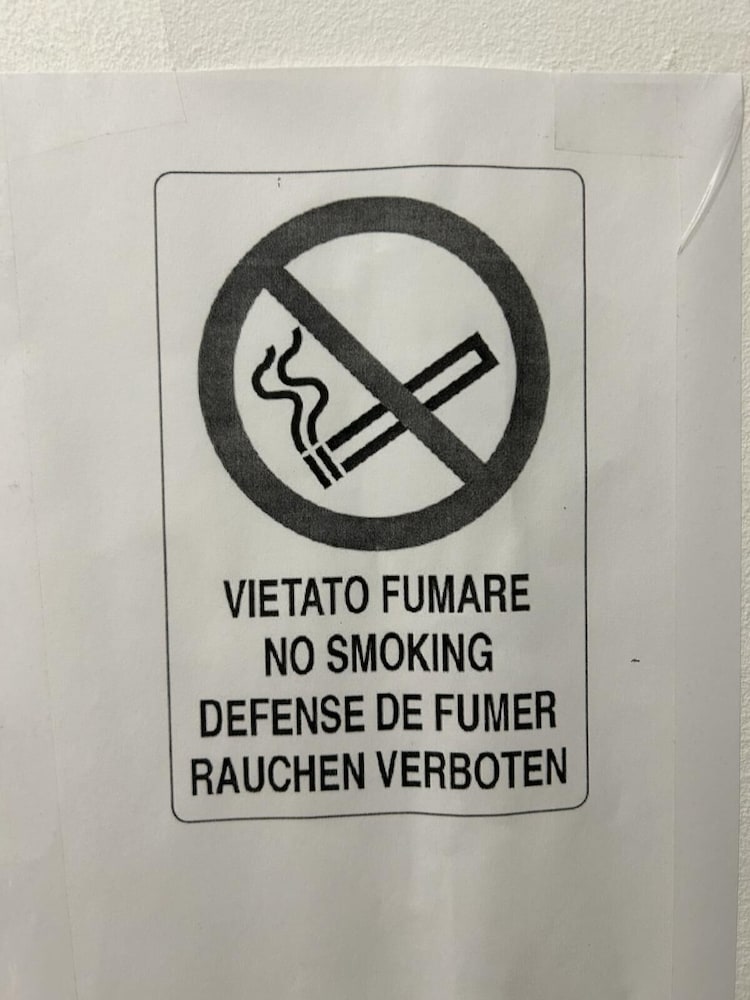 VIETATO FUMARE
NO SMOKING
DEFENSE DE FUMER
RAUCHEN VERBOTEN